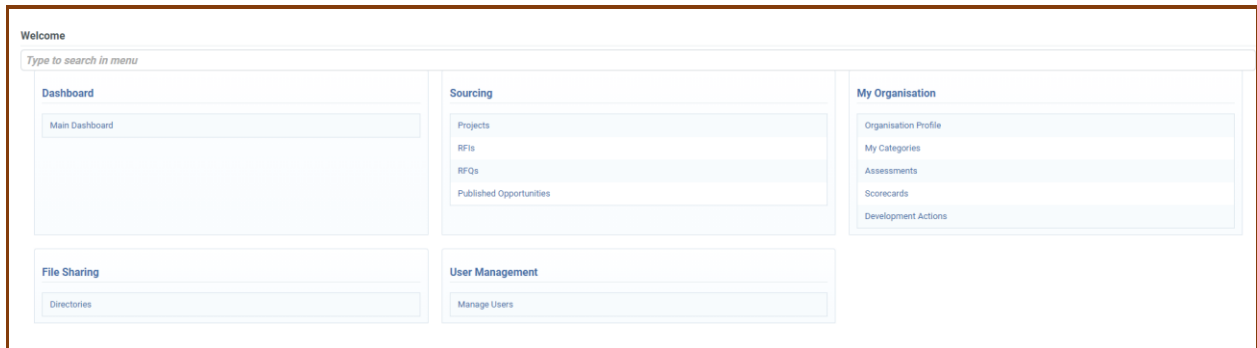 Welcome
Type to search in menu
Dashboard
Main Dashboard
Sourcing
Projects
RFIs
RFQs
Published Opportunities
My Organisation
Organisation Profile
My Categories
Assessments
Scorecards
Development Actions
File Sharing
Directories
User Management
Manage Users